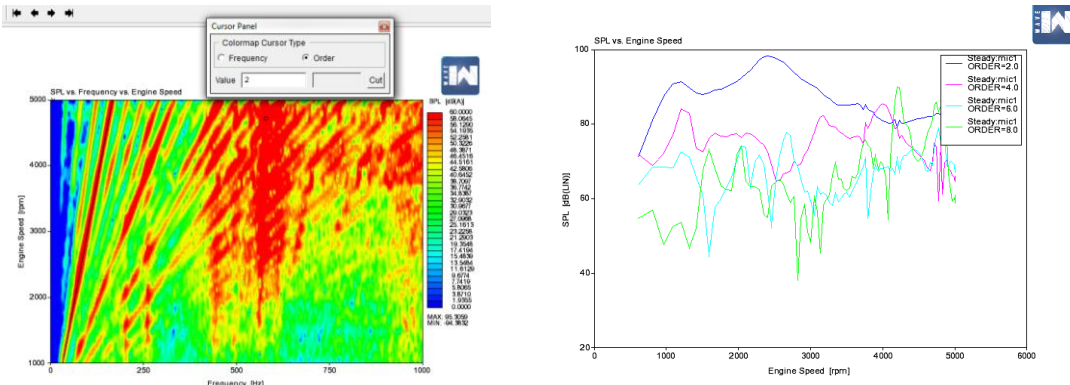 Cursor Panel
Colormap Cursor Type
Frequency
Order
Value
2
Cut
WAVE
SPL vs. Frequency vs. Engine Speed
SPL [dB(A)]
5000
4000
3000
2000
1000
Engine Speed [rpm]
0
250
500
750
1000
Frequency [Hz]
60.0000
58.0645
56.1290
54.1935
52.2581
50.3226
48.3871
46.4516
44.5161
42.5806
40.6452
38.7097
36.7742
34.8387
32.9032
30.9677
29.0323
27.0968
25.1613
23.2258
21.2903
19.3548
17.4194
15.4839
13.5484
11.6129
9.6774
7.7419
5.8065
3.8710
1.9355
0.0000
MAX: 95.3059
WAVE
SPL vs. Engine Speed
Steady:mic1
ORDER=2.0
Steady:mic1
ORDER=4.0
Steady:mic1
ORDER=6.0
Steady:mic1
ORDER=8.0
100
80
60
40
20
SPL [dB(LIN)]
0
1000
2000
3000
4000
5000
6000
Engine Speed [rpm]